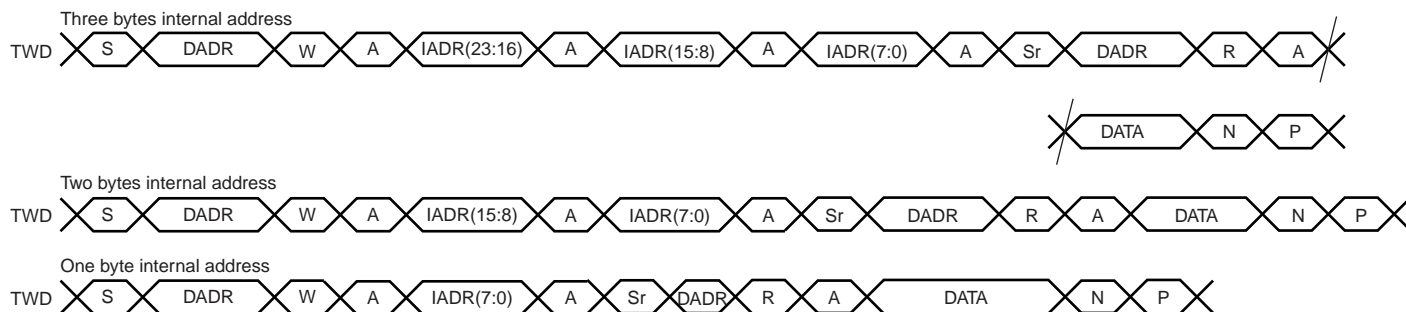 Three bytes internal address
TWD S DADR W A IADR(23:16) A IADR(15:8) A IADR(7:0) A Sr DADR R A
DATA N P
Two bytes internal address
TWD S DADR W A IADR(15:8) A IADR(7:0) A Sr DADR R A DATA N P
One byte internal address
TWD S DADR W A IADR(7:0) A Sr DADR R A DATA N P